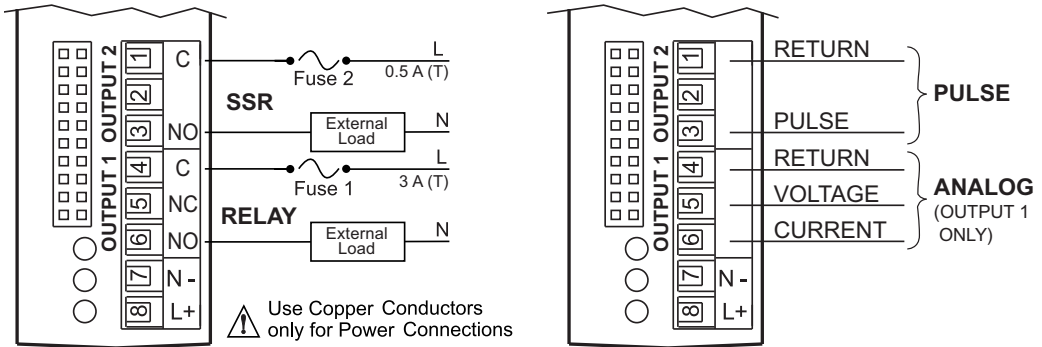 OUTPUT 2
OUTPUT 1
1
2
3
4
5
6
7
8
C
NO
C
NC
NO
N -
L+
SSR
RELAY
Fuse 2
L
0.5 A (T)
External
Load
N
Fuse 1
L
3 A (T)
External
Load
N
Use Copper Conductors
only for Power Connections
OUTPUT 2
OUTPUT 1
1
2
3
4
5
6
7
8
N -
L+
RETURN
PULSE
PULSE
RETURN
VOLTAGE
CURRENT
ANALOG
(OUTPUT 1
ONLY)